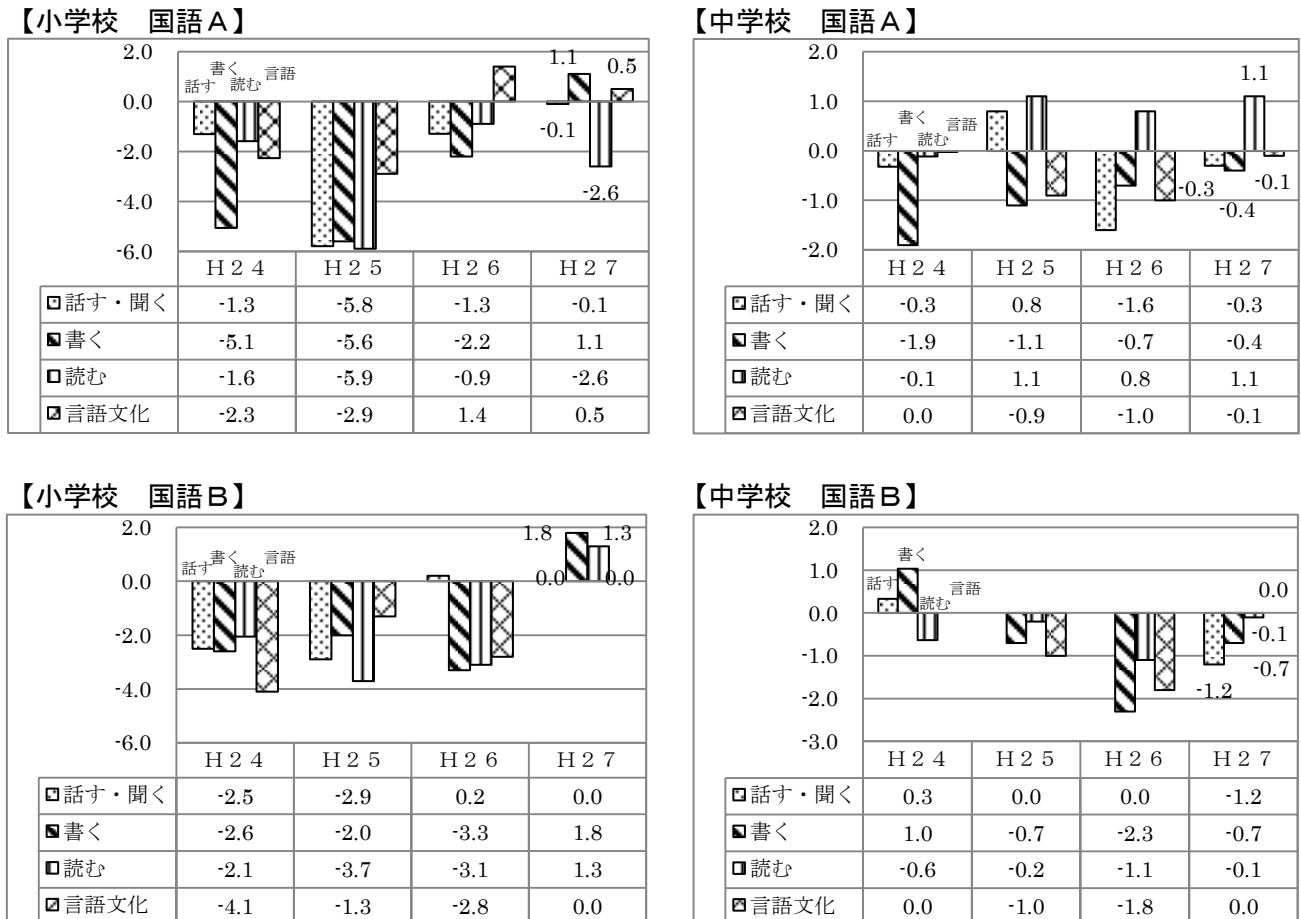 【小学校　国語Ａ】
2.0
0.0
-2.0
-4.0
-6.0
話す 書く 読む 言語
1.1 0.5
-0.1
-2.6
Ｈ２４ Ｈ２５ Ｈ２６ Ｈ２７
話す・聞く -1.3 -5.8 -1.3 -0.1
書く -5.1 -5.6 -2.2 1.1
読む -1.6 -5.9 -0.9 -2.6
言語文化 -2.3 -2.9 1.4 0.5
【中学校　国語Ａ】
2.0
1.0
0.0
-1.0
-2.0
話す 書く 読む 言語
1.1
-0.3 -0.1
-0.4
Ｈ２４ Ｈ２５ Ｈ２６ Ｈ２７
話す・聞く -0.3 0.8 -1.6 -0.3
書く -1.9 -1.1 -0.7 -0.4
読む -0.1 1.1 0.8 1.1
言語文化 0.0 -0.9 -1.0 -0.1
【小学校　国語Ｂ】
2.0
0.0
-2.0
-4.0
-6.0
話す 書く 読む 言語
1.8 1.3
0.0 0.0
Ｈ２４ Ｈ２５ Ｈ２６ Ｈ２７
話す・聞く -2.5 -2.9 0.2 0.0
書く -2.6 -2.0 -3.3 1.8
読む -2.1 -3.7 -3.1 1.3
言語文化 -4.1 -1.3 -2.8 0.0
【中学校　国語Ｂ】
2.0
1.0
0.0
-1.0
-2.0
-3.0
話す 書く 読む 言語
0.0
-0.1
-0.7
-1.2
Ｈ２４ Ｈ２５ Ｈ２６ Ｈ２７
話す・聞く 0.3 0.0 0.0 -1.2
書く 1.0 -0.7 -2.3 -0.7
読む -0.6 -0.2 -1.1 -0.1
言語文化 0.0 -1.0 -1.8 0.0